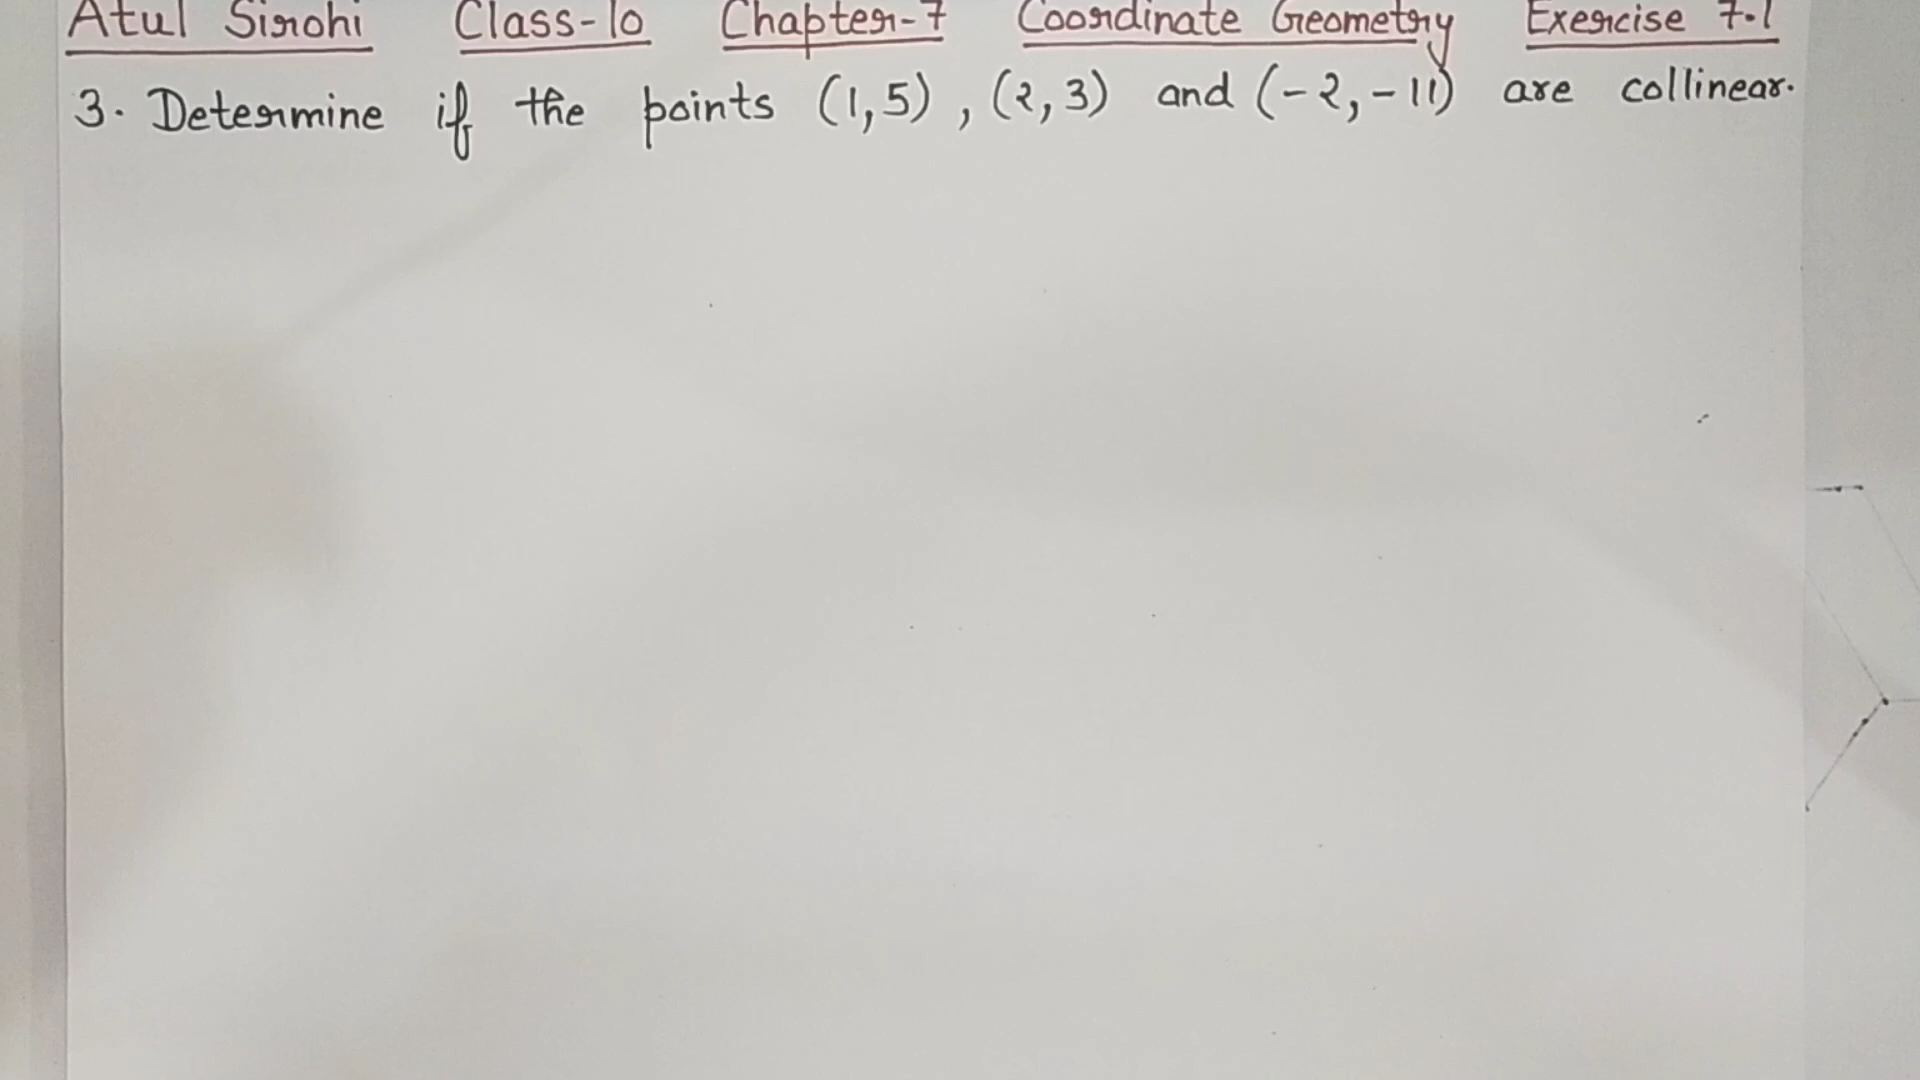 Atul Sirohi Class-10 Chapter-7 Coordinate Geometry Exercise 7.1
3. Determine if the points (1,5), (2,3) and (-2,-11) are collinear.